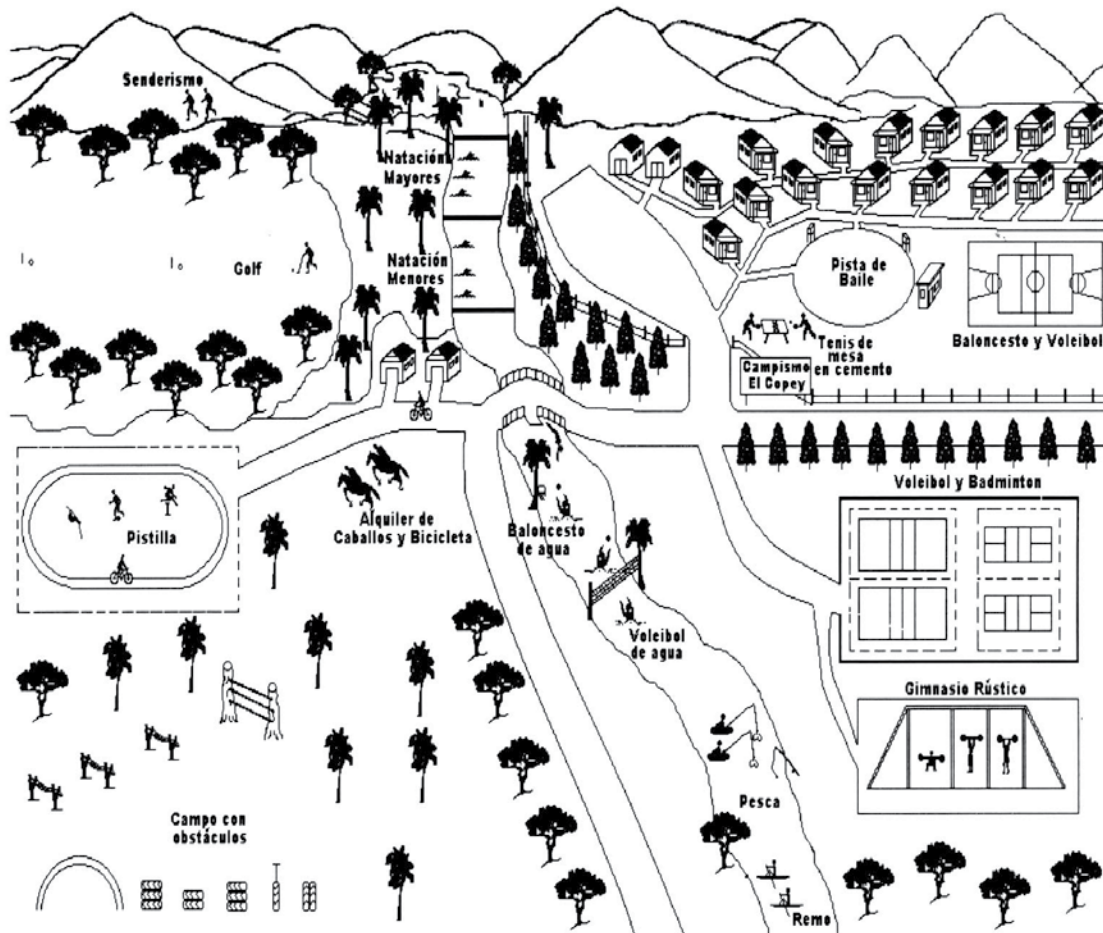 Senderismo
Natación
Mayores
Golf
Natación
Menores
Pista de
Baile
Tenis de
mesa
en cemento
Baloncesto y Voleibol
Campismo
El Copey
Voleibol y Badminton
Pistilla
Alquiler de
Caballos y Bicicleta
Baloncesto
de agua
Voleibol
de agua
Gimnasio Rústico
Pesca
Campo con
obstáculos
Remo